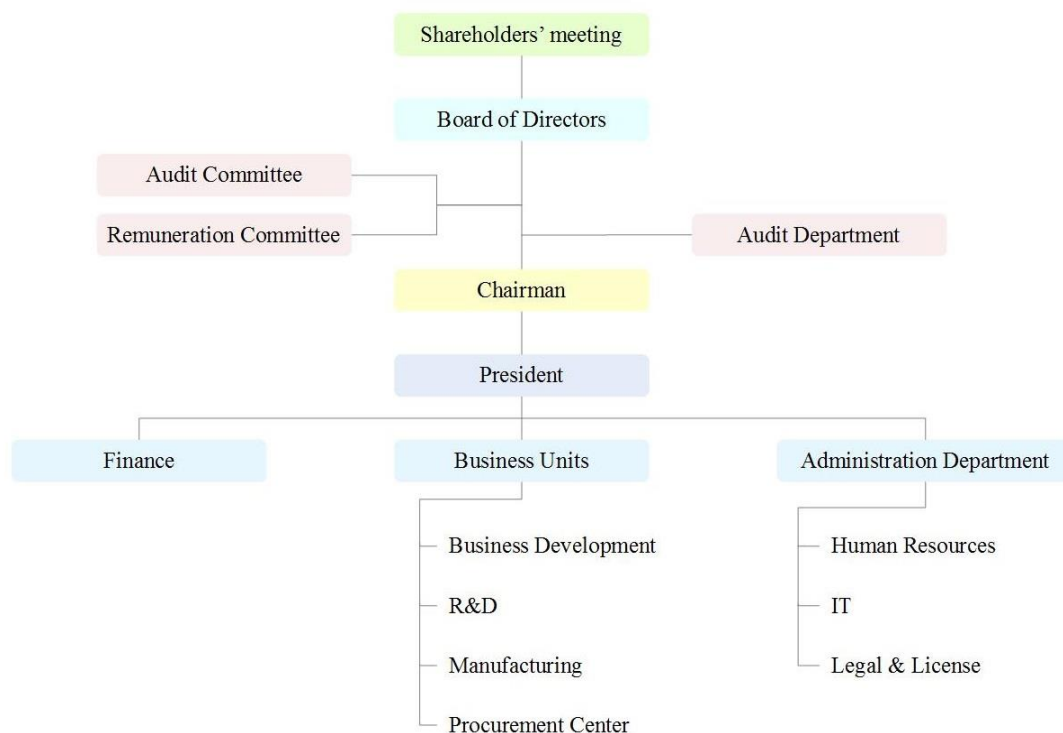 Shareholders’ meeting
Board of Directors
Audit Committee
Remuneration Committee
Audit Department
Chairman
President
Finance
Business Units
Administration Department
Business Development
R&D
Manufacturing
Procurement Center
Human Resources
IT
Legal & License